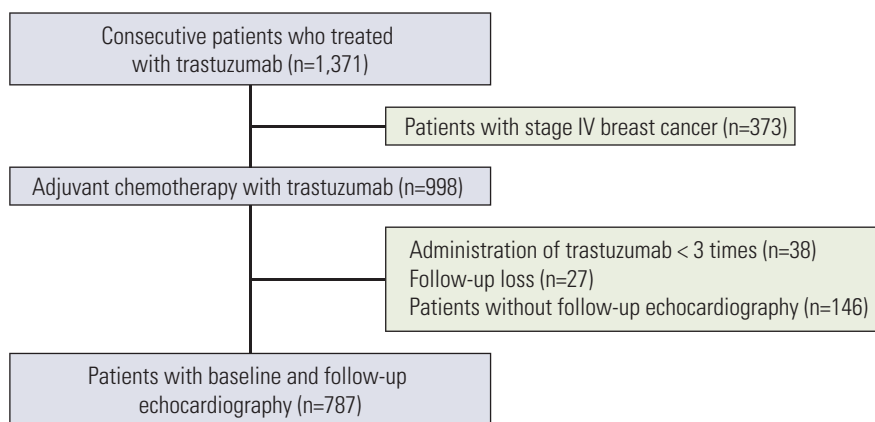 Consecutive patients who treated
with trastuzumab (n=1,371)
Patients with stage IV breast cancer (n=373)
Adjuvant chemotherapy with trastuzumab (n=998)
Administration of trastuzumab < 3 times (n=38)
Follow-up loss (n=27)
Patients without follow-up echocardiography (n=146)
Patients with baseline and follow-up
echocardiography (n=787)